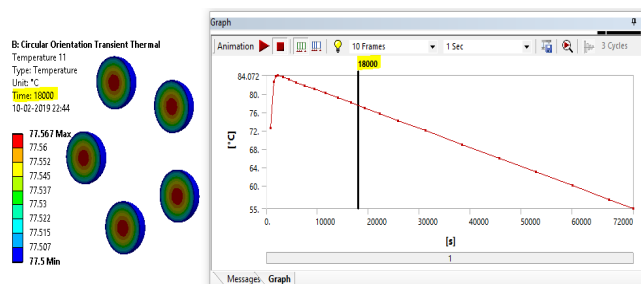 B: Circular Orientation Transient Thermal
Temperature 11
Type: Temperature
Unit: °C
Time: 18000
10-02-2019 22:44
77.567 Max
77.56
77.552
77.545
77.537
77.53
77.522
77.515
77.507
77.5 Min
Graph
Animation 10 Frames 1 Sec 3 Cycles
18000
84.072
80.
76.
72.
68.
64.
60.
55.
[°C]
0. 10000 20000 30000 40000 50000 60000 72000
[s]
1
Messages Graph